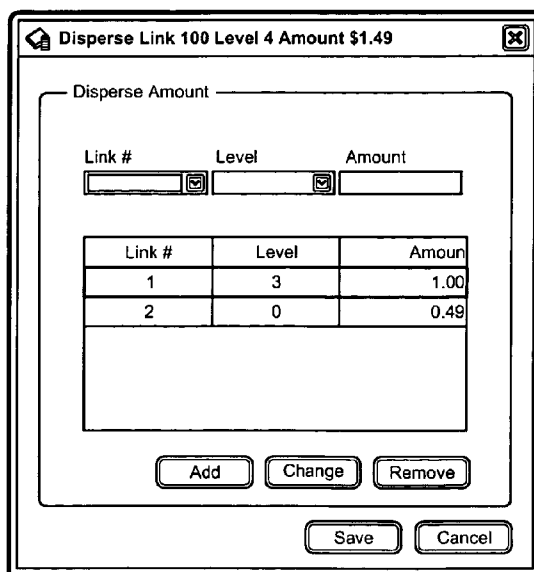 Disperse Link 100 Level 4 Amount $1.49
Disperse Amount
Link # Level Amount
Link # Level Amoun
1 3 1.00
2 0 0.49
Add Change Remove
Save Cancel